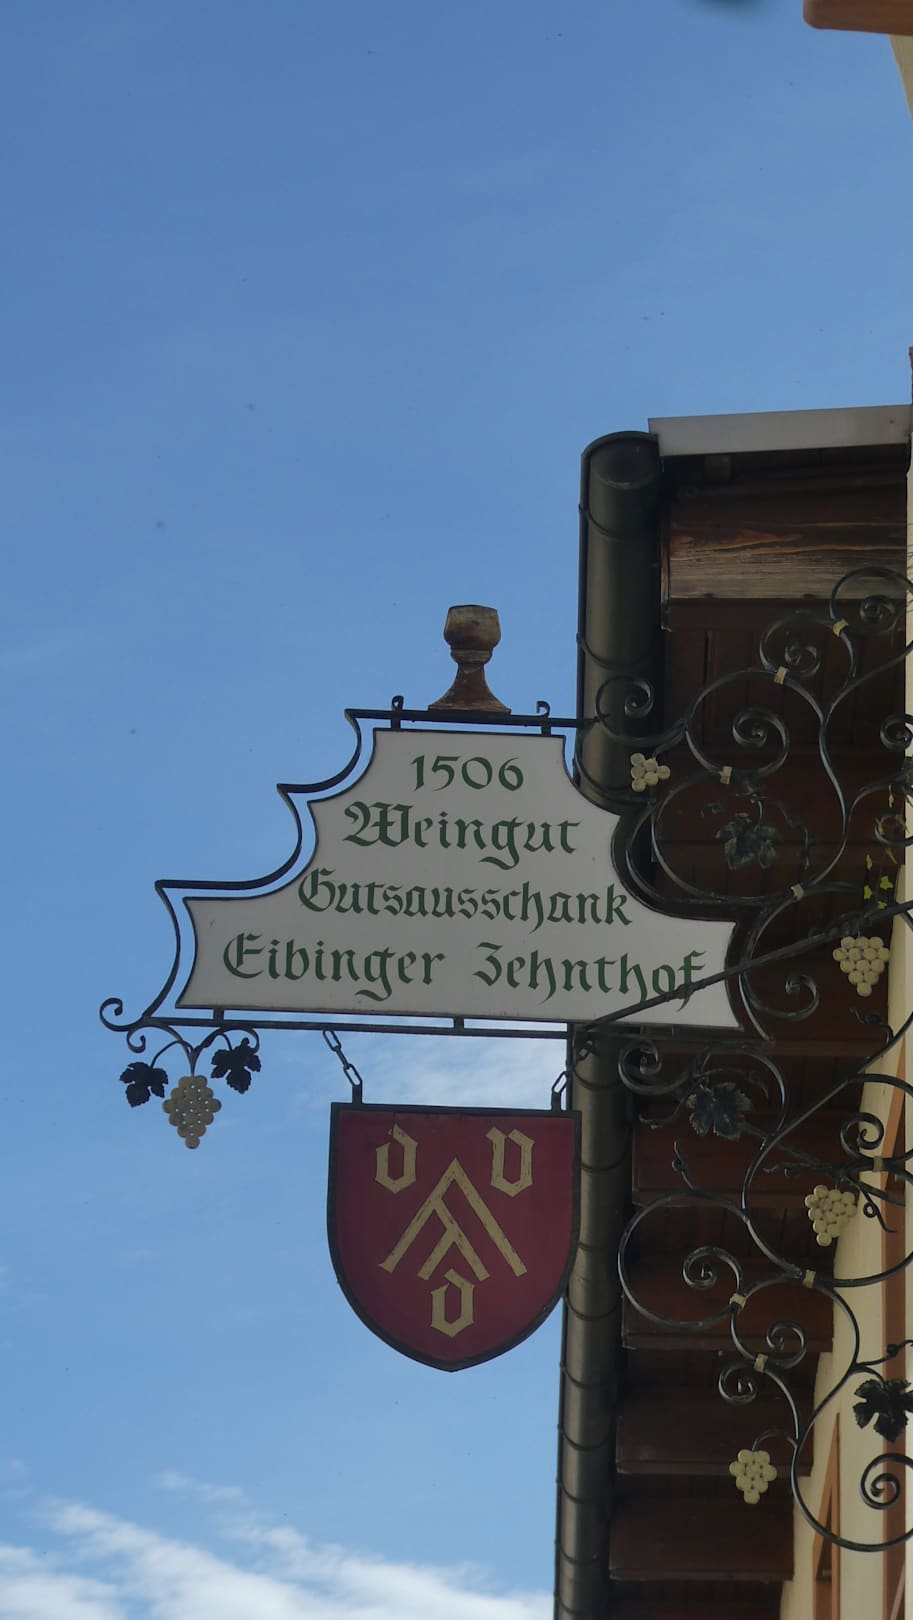 1506
Weingut
Gutsausschank
Eibinger Zehnthof